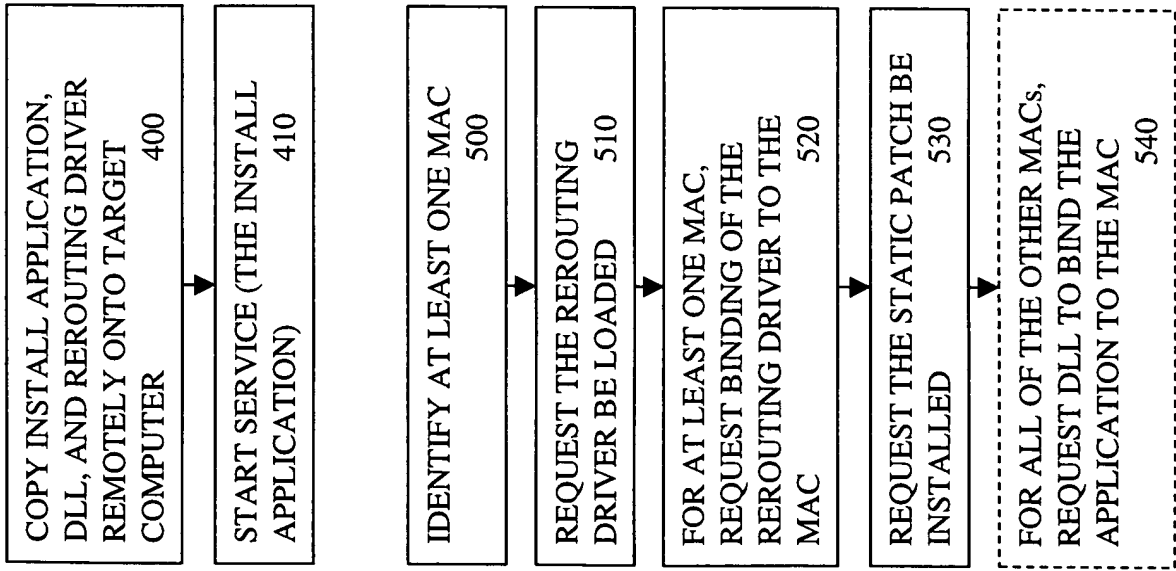 COPY INSTALL APPLICATION,
DLL, AND REROUTING DRIVER
REMOTELY ONTO TARGET
COMPUTER 400
START SERVICE (THE INSTALL
APPLICATION) 410
IDENTIFY AT LEAST ONE MAC
500
REQUEST THE REROUTING
DRIVER BE LOADED 510
FOR AT LEAST ONE MAC,
REQUEST BINDING OF THE
REROUTING DRIVER TO THE
MAC 520
REQUEST THE STATIC PATCH BE
INSTALLED 530
FOR ALL OF THE OTHER MACs,
REQUEST DLL TO BIND THE
APPLICATION TO THE MAC
540